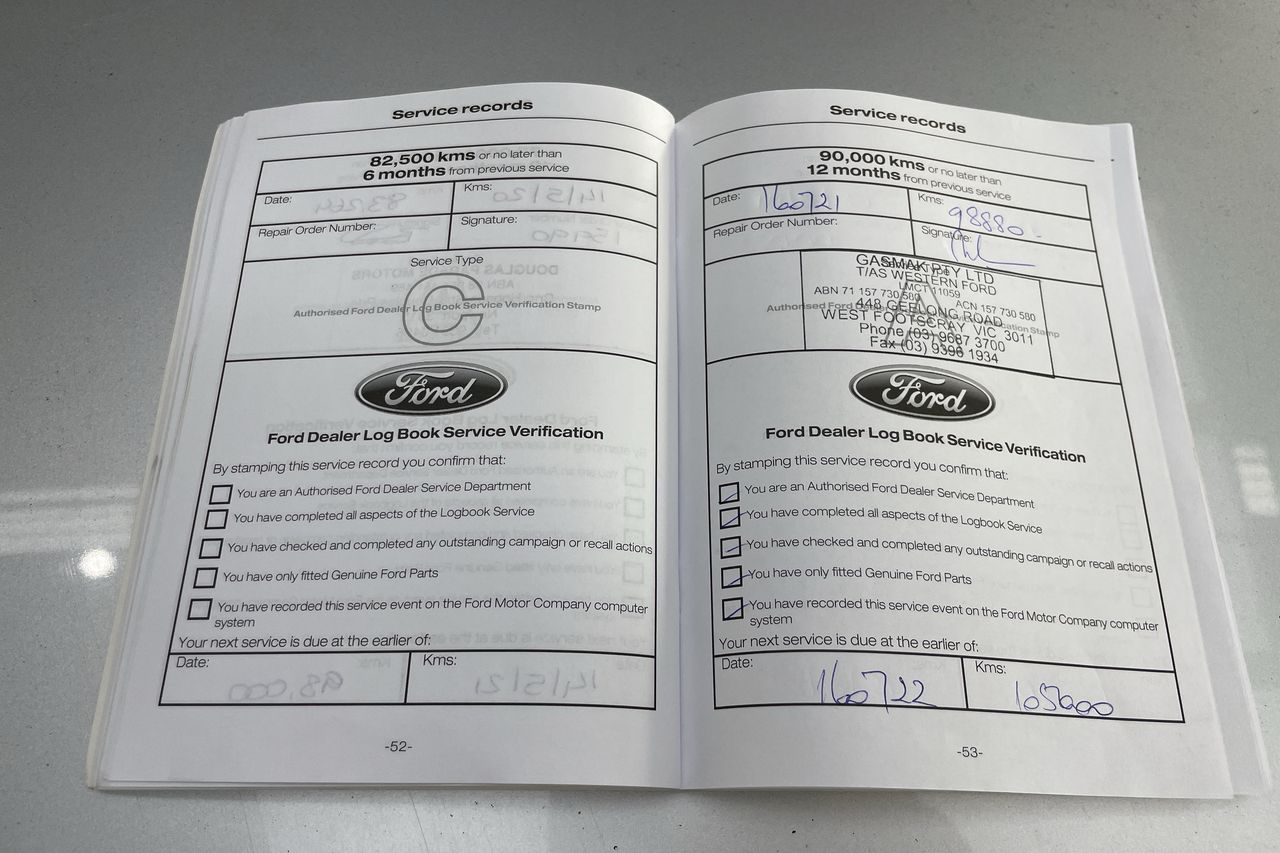 Service records
82,500 kms or no later than
6 months from previous service
Date:
Kms:
Repair Order Number:
Signature:
Service Type
C
Authorised Ford Dealer Log Book Service Verification Stamp
Ford
Ford Dealer Log Book Service Verification
By stamping this service record you confirm that:
You are an Authorised Ford Dealer Service Department
You have completed all aspects of the Logbook Service
You have checked and completed any outstanding campaign or recall actions
You have only fitted Genuine Ford Parts
You have recorded this service event on the Ford Motor Company computer
system
Your next service is due at the earlier of:
Date:
Kms:
-52-
Service records
90,000 kms or no later than
12 months from previous service
Date: 160721
Kms: 98880
Repair Order Number:
Signature:
GASMAK PTY LTD
T/AS WESTERN FORD
LMCT 11059
ABN 71 157 730 580 ACN 157 730 580
448 GEELONG ROAD
WEST FOOTSCRAY VIC 3011
Phone (03) 9687 3700
Fax (03) 9396 1934
Ford
Ford Dealer Log Book Service Verification
By stamping this service record you confirm that:
You are an Authorised Ford Dealer Service Department
You have completed all aspects of the Logbook Service
You have checked and completed any outstanding campaign or recall actions
You have only fitted Genuine Ford Parts
You have recorded this service event on the Ford Motor Company computer
system
Your next service is due at the earlier of:
Date: 160722
Kms: 105000
-53-